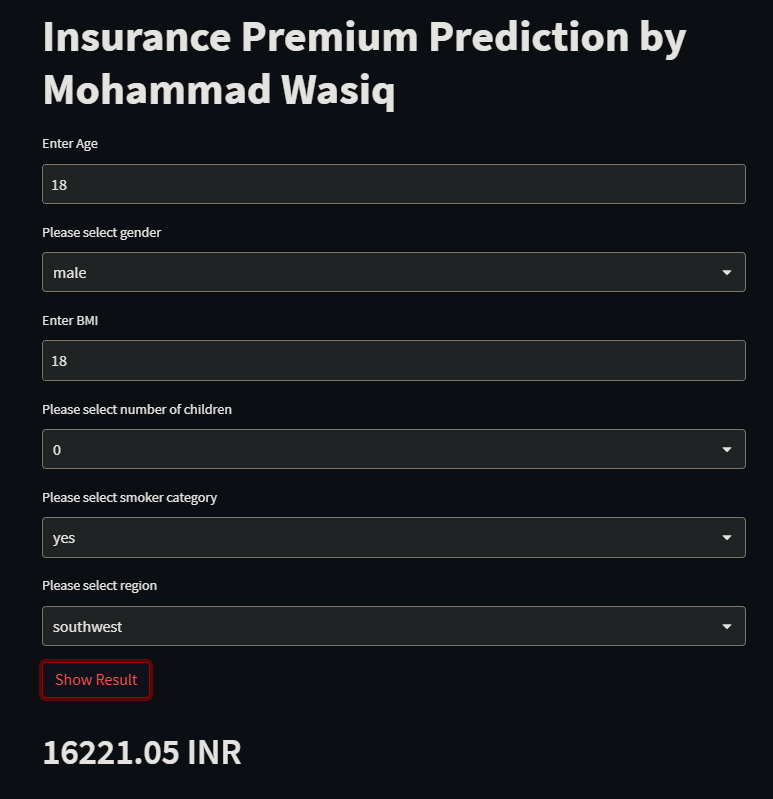 Insurance Premium Prediction by
Mohammad Wasiq
Enter Age
18
Please select gender
male
Enter BMI
18
Please select number of children
0
Please select smoker category
yes
Please select region
southwest
Show Result
16221.05 INR